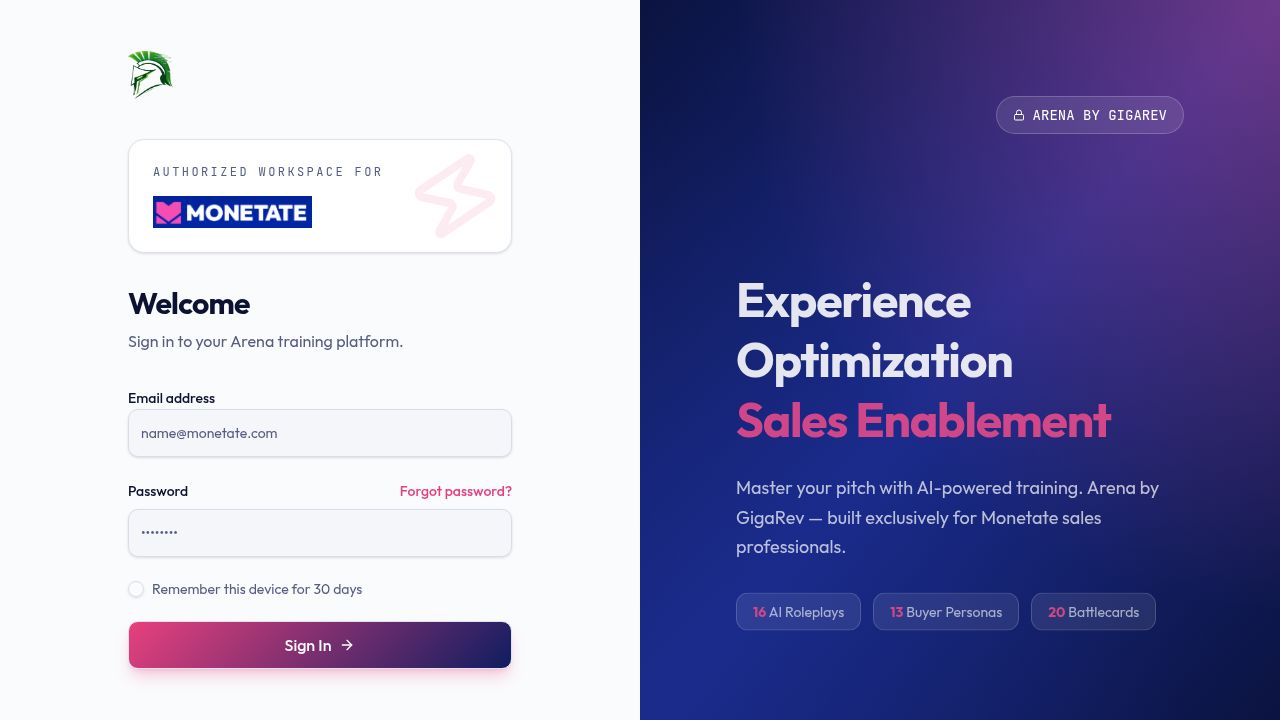 AUTHORIZED WORKSPACE FOR
MONETATE
Welcome
Sign in to your Arena training platform.
Email address
name@monetate.com
Password
Forgot password?
••••••••
Remember this device for 30 days
Sign In →
ARENA BY GIGAREV
Experience
Optimization
Sales Enablement
Master your pitch with AI-powered training. Arena by
GigaRev — built exclusively for Monetate sales
professionals.
16 AI Roleplays
13 Buyer Personas
20 Battlecards